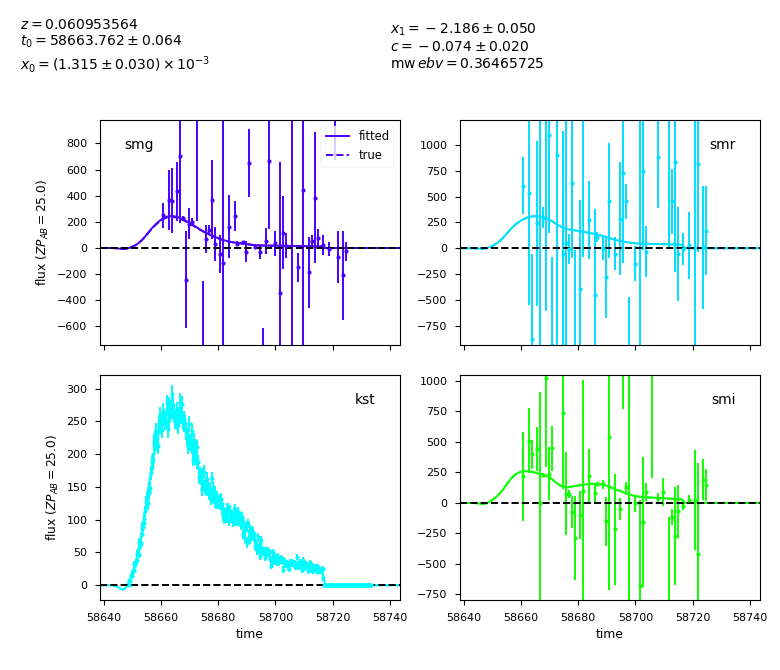 z = 0.060953564
t₀ = 58663.762 ± 0.064
x₀ = (1.315 ± 0.030) × 10⁻³
x₁ = −2.186 ± 0.050
c = −0.074 ± 0.020
mw ebv = 0.36465725
smg
fitted
true
800
600
400
200
0
−200
−400
−600
flux (ZP_AB = 25.0)
smr
1000
750
500
250
0
−250
−500
−750
kst
300
250
200
150
100
50
0
flux (ZP_AB = 25.0)
58640 58660 58680 58700 58720 58740
time
smi
1000
750
500
250
0
−250
−500
−750
58640 58660 58680 58700 58720 58740
time